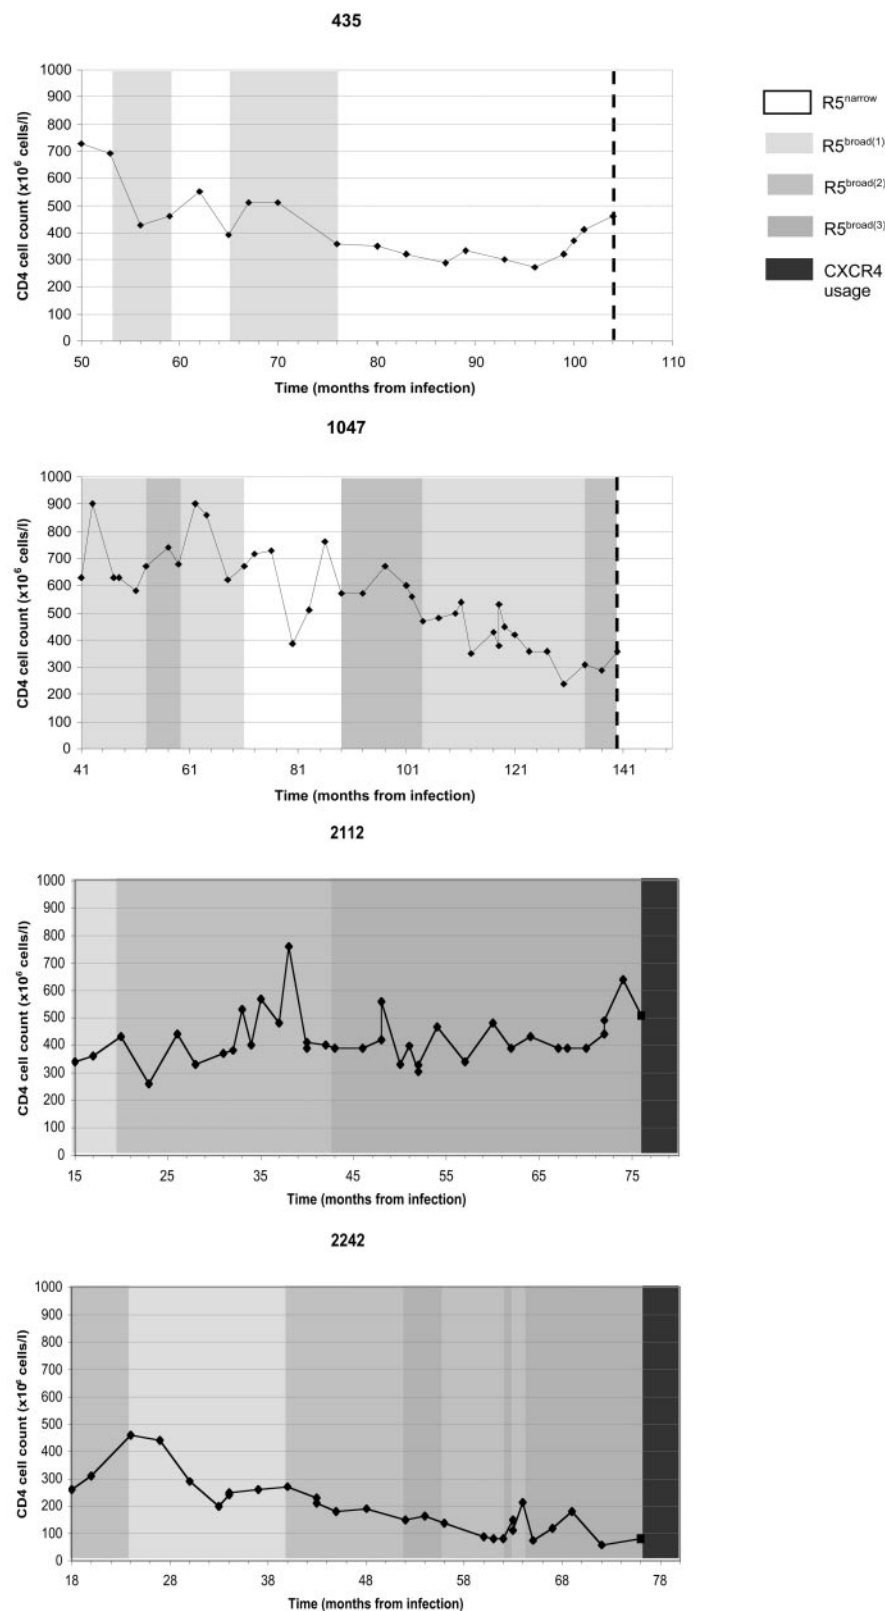 435
CD4 cell count (x10⁶ cells/l)
1000
900
800
700
600
500
400
300
200
100
0
50 60 70 80 90 100 110
Time (months from infection)
R5narrow
R5broad(1)
R5broad(2)
R5broad(3)
CXCR4
usage
1047
CD4 cell count (x10⁶ cells/l)
1000
900
800
700
600
500
400
300
200
100
0
41 61 81 101 121 141
Time (months from infection)
2112
CD4 cell count (x10⁶ cells/l)
1000
900
800
700
600
500
400
300
200
100
0
15 25 35 45 55 65 75
Time (months from infection)
2242
CD4 cell count (x10⁶ cells/l)
1000
900
800
700
600
500
400
300
200
100
0
18 28 38 48 58 68 78
Time (months from infection)